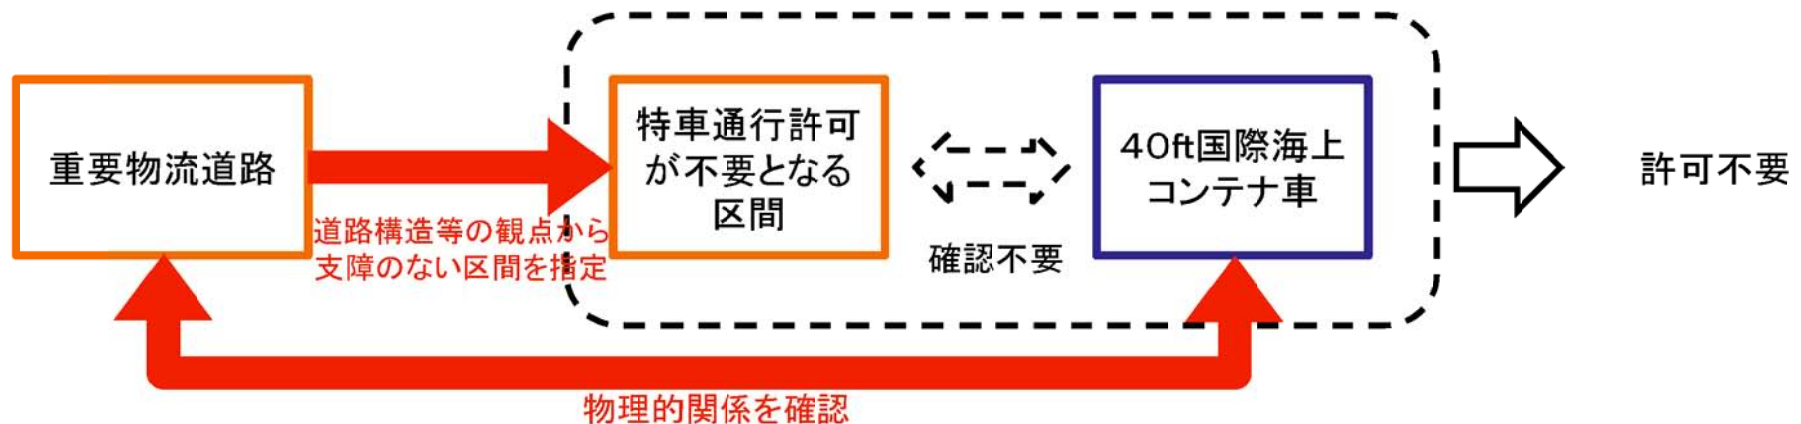 重要物流道路
道路構造等の観点から
支障のない区間を指定
特車通行許可
が不要となる
区間
確認不要
40ft国際海上
コンテナ車
許可不要
物理的関係を確認